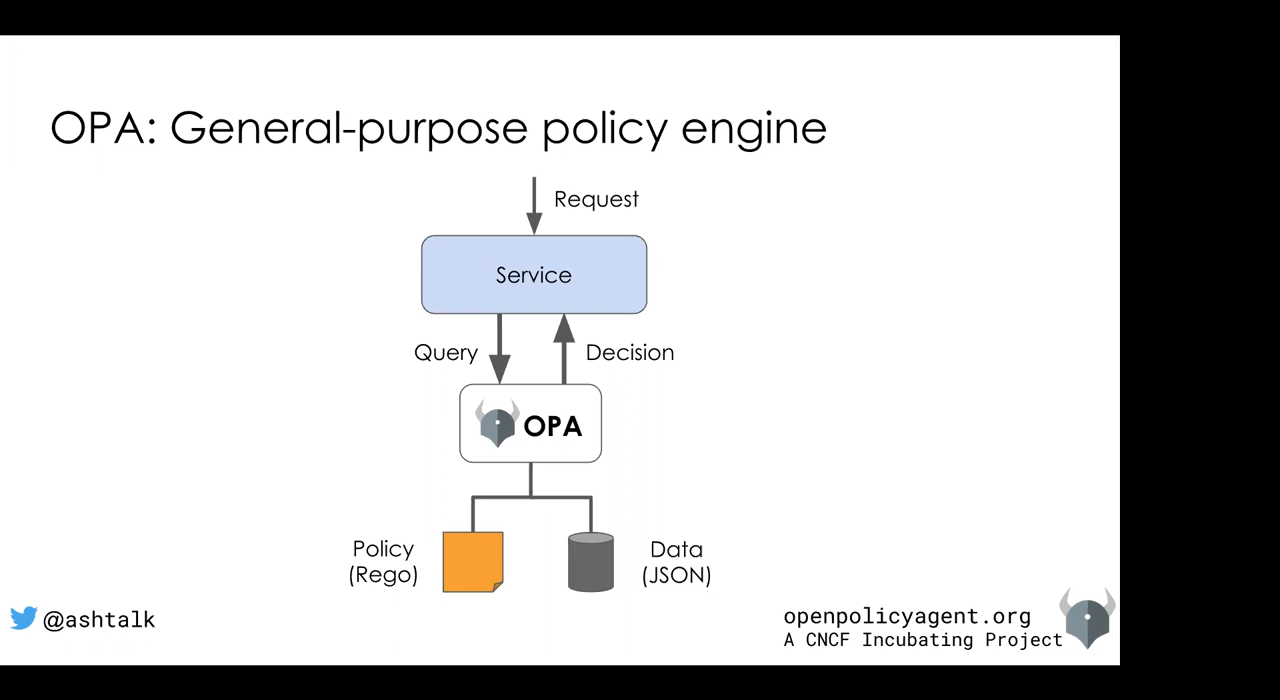 OPA: General-purpose policy engine
Request
Service
Query
Decision
OPA
Policy
(Rego)
Data
(JSON)
@ashtalk
openpolicyagent.org
A CNCF Incubating Project